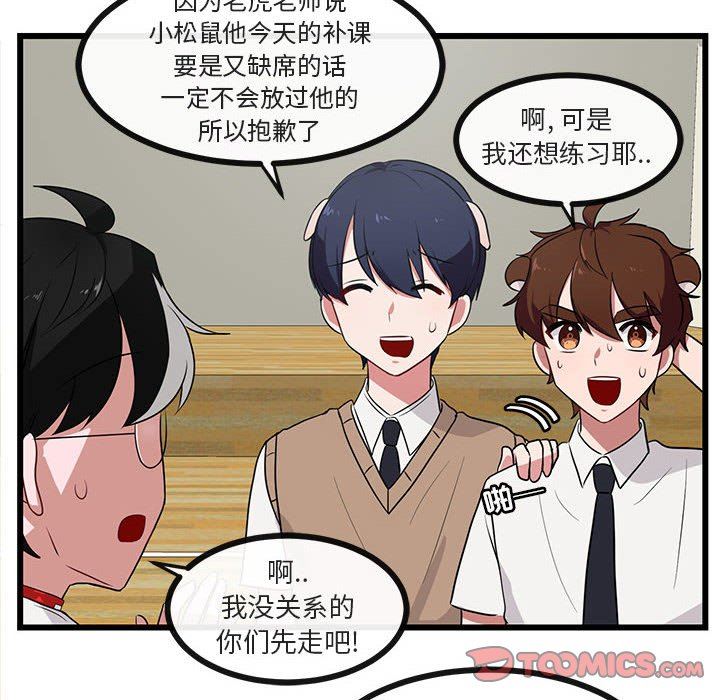 因为老虎老师说
小松鼠他今天的补课
要是又缺席的话
一定不会放过他的
所以抱歉了
啊, 可是
我还想练习耶..
啪
啊..
我没关系的
你们先走吧!
TOOMICS.COM